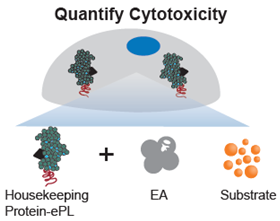 Quantify Cytotoxicity
+
Housekeeping
Protein-ePL
EA
Substrate